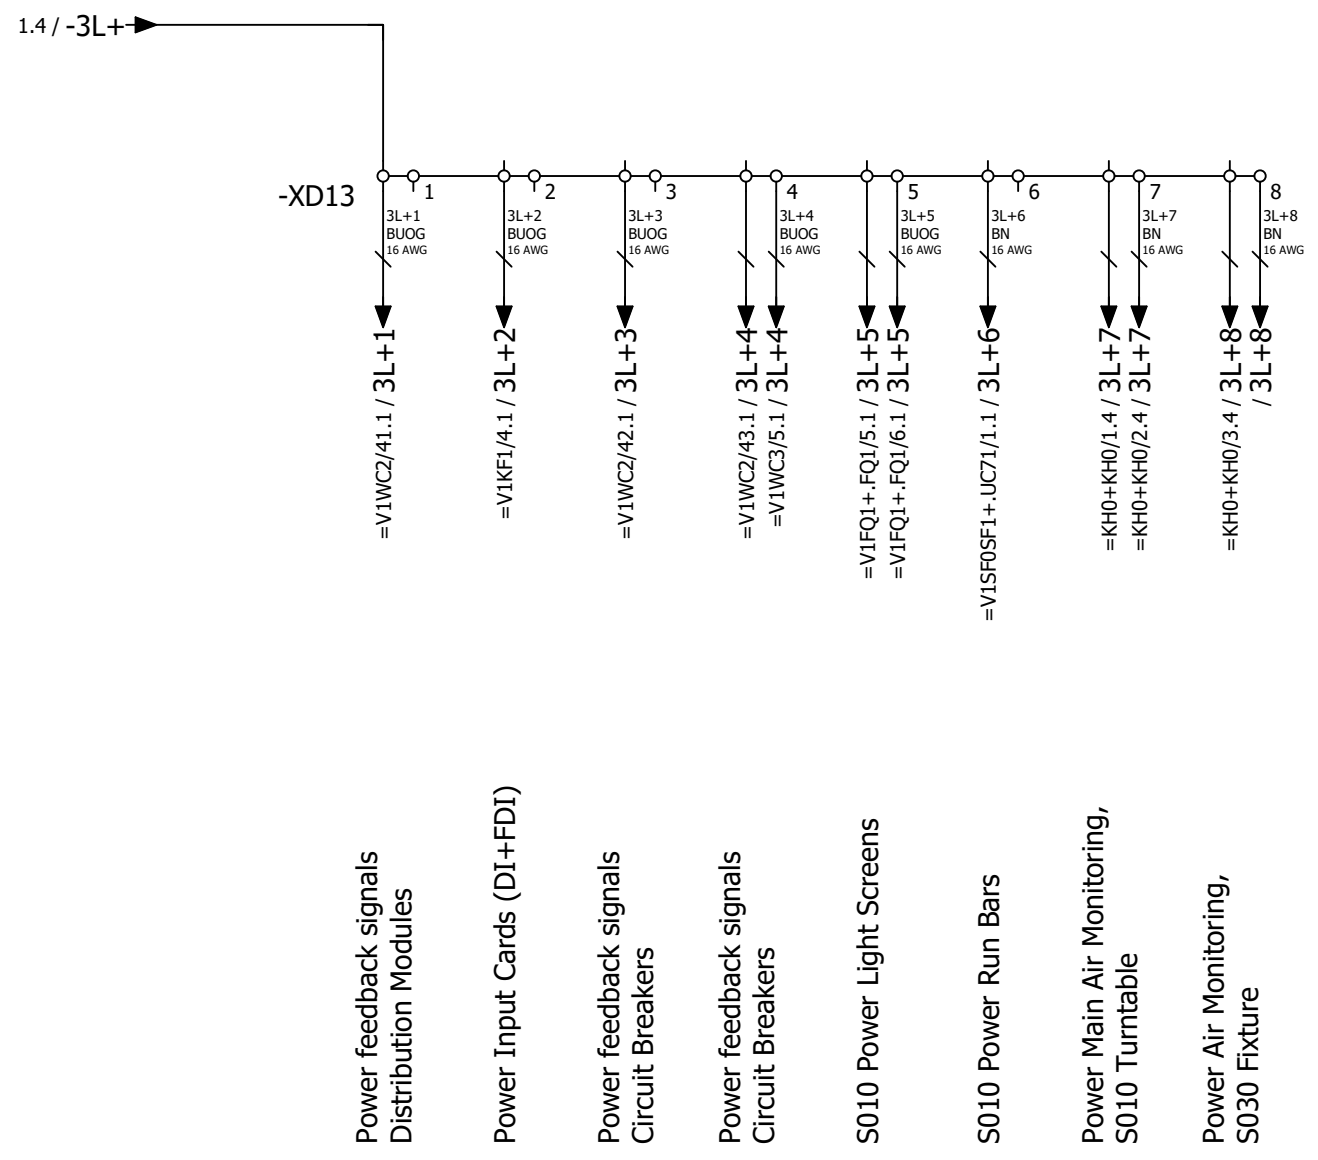 1.4 / -3L+
-XD13
1
2
3
4
5
6
7
8
3L+1
BUOG
16 AWG
3L+2
BUOG
16 AWG
3L+3
BUOG
16 AWG
3L+4
BUOG
16 AWG
3L+5
BUOG
16 AWG
3L+6
BN
16 AWG
3L+7
BN
16 AWG
3L+8
BN
16 AWG
=V1WC2/41.1 / 3L+1
=V1KF1/4.1 / 3L+2
=V1WC2/42.1 / 3L+3
=V1WC2/43.1 / 3L+4
=V1WC3/5.1 / 3L+4
=V1FQ1+.FQ1/5.1 / 3L+5
=V1FQ1+.FQ1/6.1 / 3L+5
=V1SF0SF1+.UC71/1.1 / 3L+6
=KH0+KH0/1.4 / 3L+7
=KH0+KH0/2.4 / 3L+7
=KH0+KH0/3.4 / 3L+8
/ 3L+8
Power feedback signals
Distribution Modules
Power Input Cards (DI+FDI)
Power feedback signals
Circuit Breakers
Power feedback signals
Circuit Breakers
S010 Power Light Screens
S010 Power Run Bars
Power Main Air Monitoring,
S010 Turntable
Power Air Monitoring,
S030 Fixture